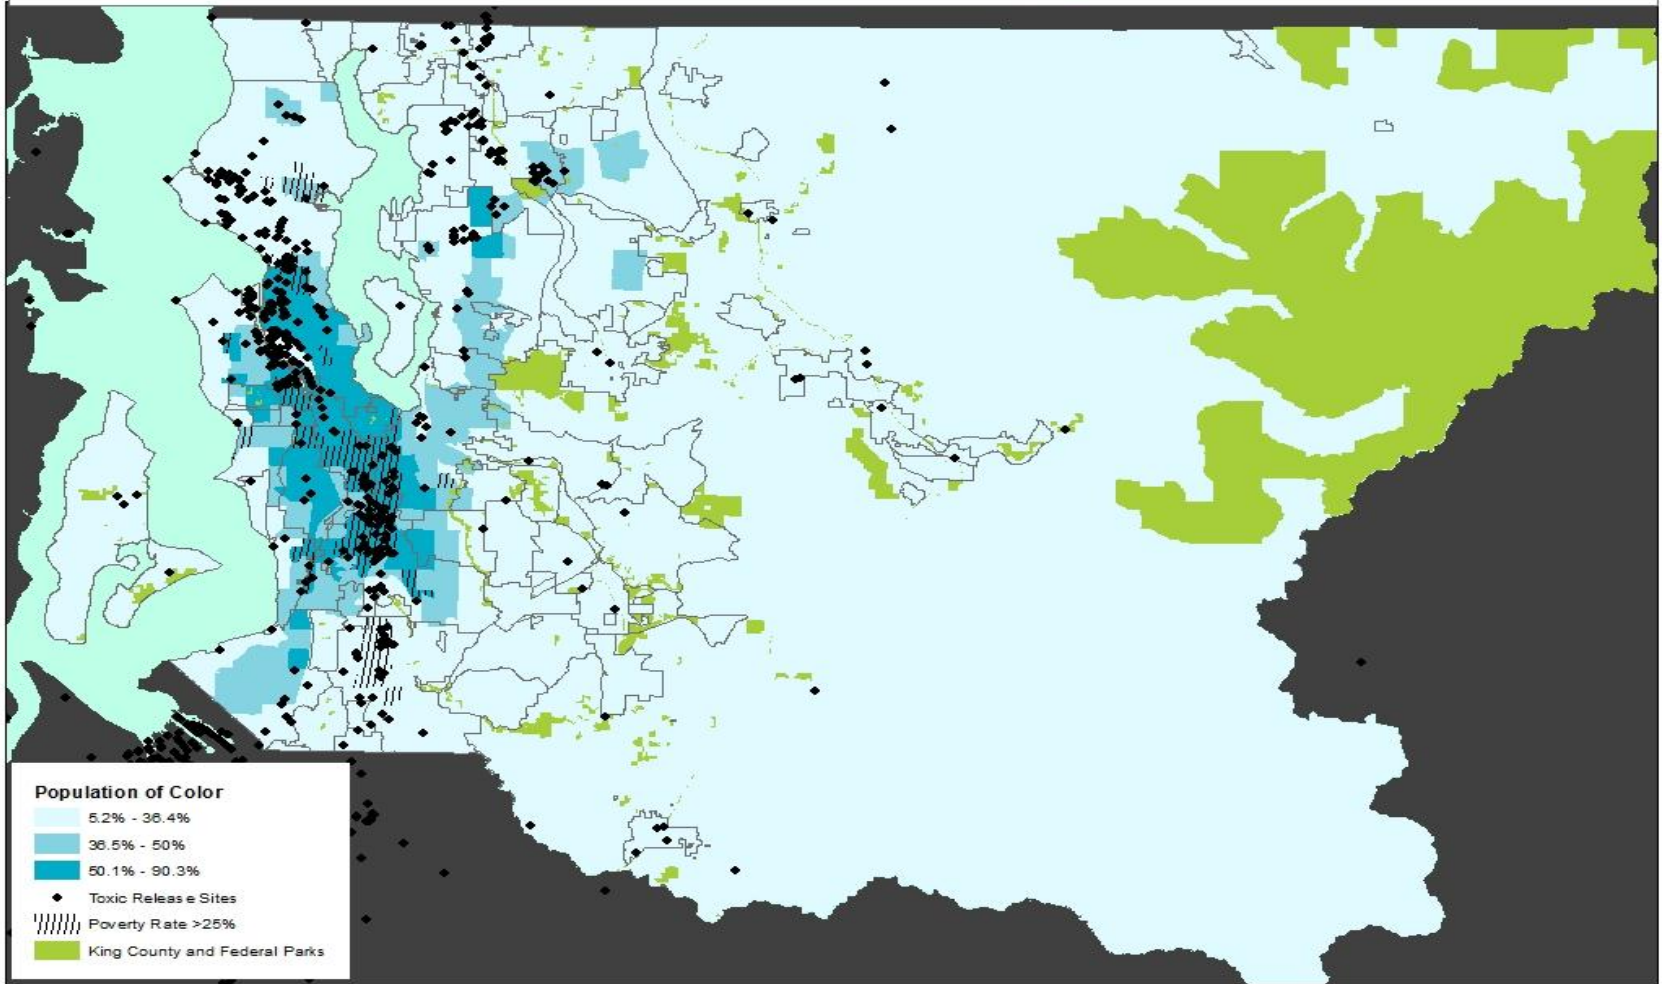 Population of Color
5.2% - 36.4%
36.5% - 50%
50.1% - 90.3%
Toxic Release Sites
Poverty Rate >25%
King County and Federal Parks